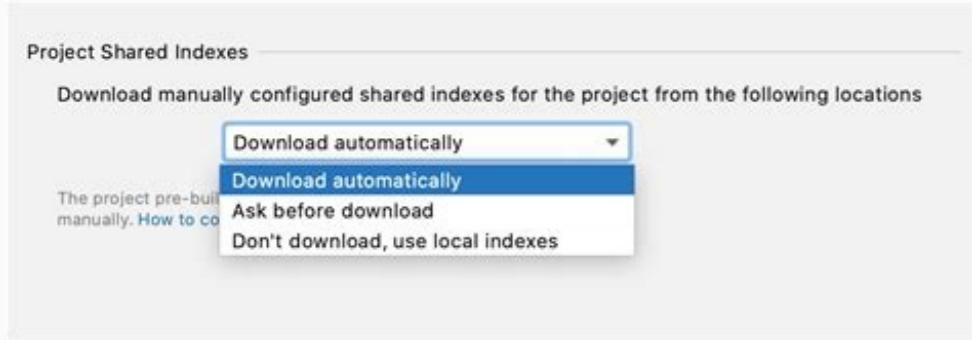 Project Shared Indexes
Download manually configured shared indexes for the project from the following locations
Download automatically
Download automatically
Ask before download
Don't download, use local indexes
The project pre-buil
manually. How to co